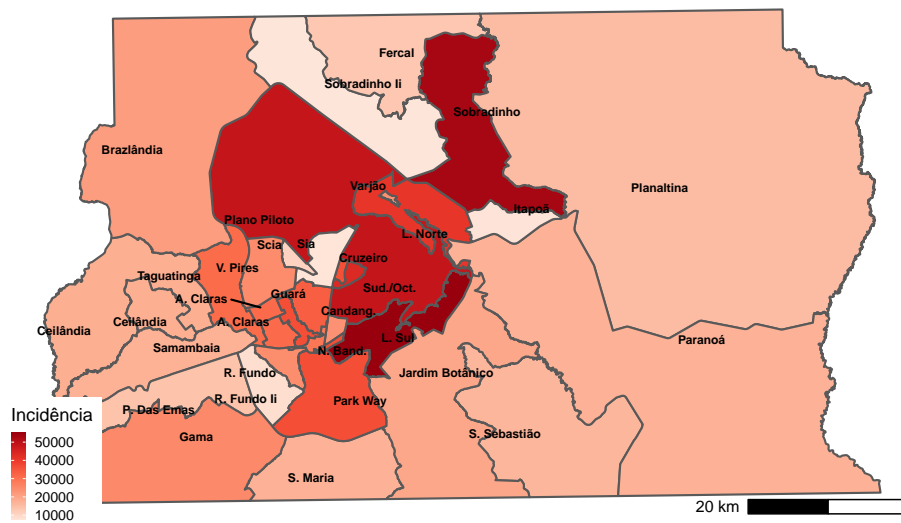 Fercal
Sobradinho Ii
Sobradinho
Brazlândia
Varjão
Planaltina
Itapoã
Plano Piloto
L. Norte
Scia
Sia
Cruzeiro
V. Pires
Taguatinga
Sud./Oct.
Guará
A. Claras
Candang.
Ceilândia
Ceilândia
A. Claras
L. Sul
Paranoá
Samambaia
N. Band.
R. Fundo
Jardim Botânico
R. Fundo Ii
Park Way
P. Das Emas
Gama
S. Sebastião
S. Maria
Incidência
50000
40000
30000
20000
10000
20 km